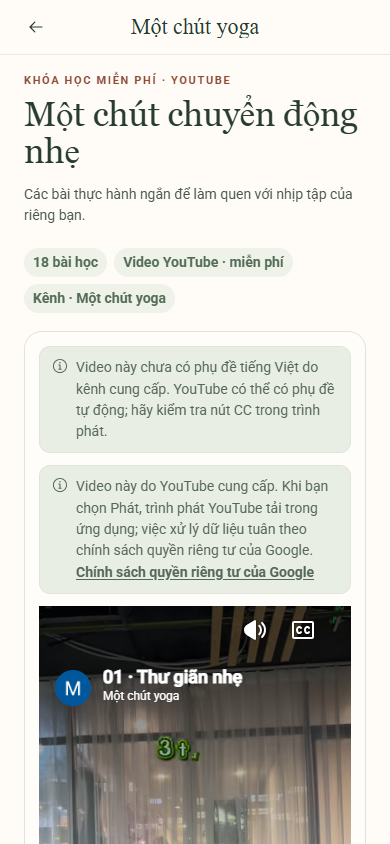 Một chút yoga
KHÓA HỌC MIỄN PHÍ · YOUTUBE
Một chút chuyển động
nhẹ
Các bài thực hành ngắn để làm quen với nhịp tập của
riêng bạn.
18 bài học
Video YouTube · miễn phí
Kênh · Một chút yoga
Video này chưa có phụ đề tiếng Việt do
kênh cung cấp. YouTube có thể có phụ đề
tự động; hãy kiểm tra nút CC trong trình
phát.
Video này do YouTube cung cấp. Khi bạn
chọn Phát, trình phát YouTube tải trong
ứng dụng; việc xử lý dữ liệu tuân theo
chính sách quyền riêng tư của Google.
Chính sách quyền riêng tư của Google
CC
M
01 · Thư giãn nhẹ
Một chút yoga
3t.